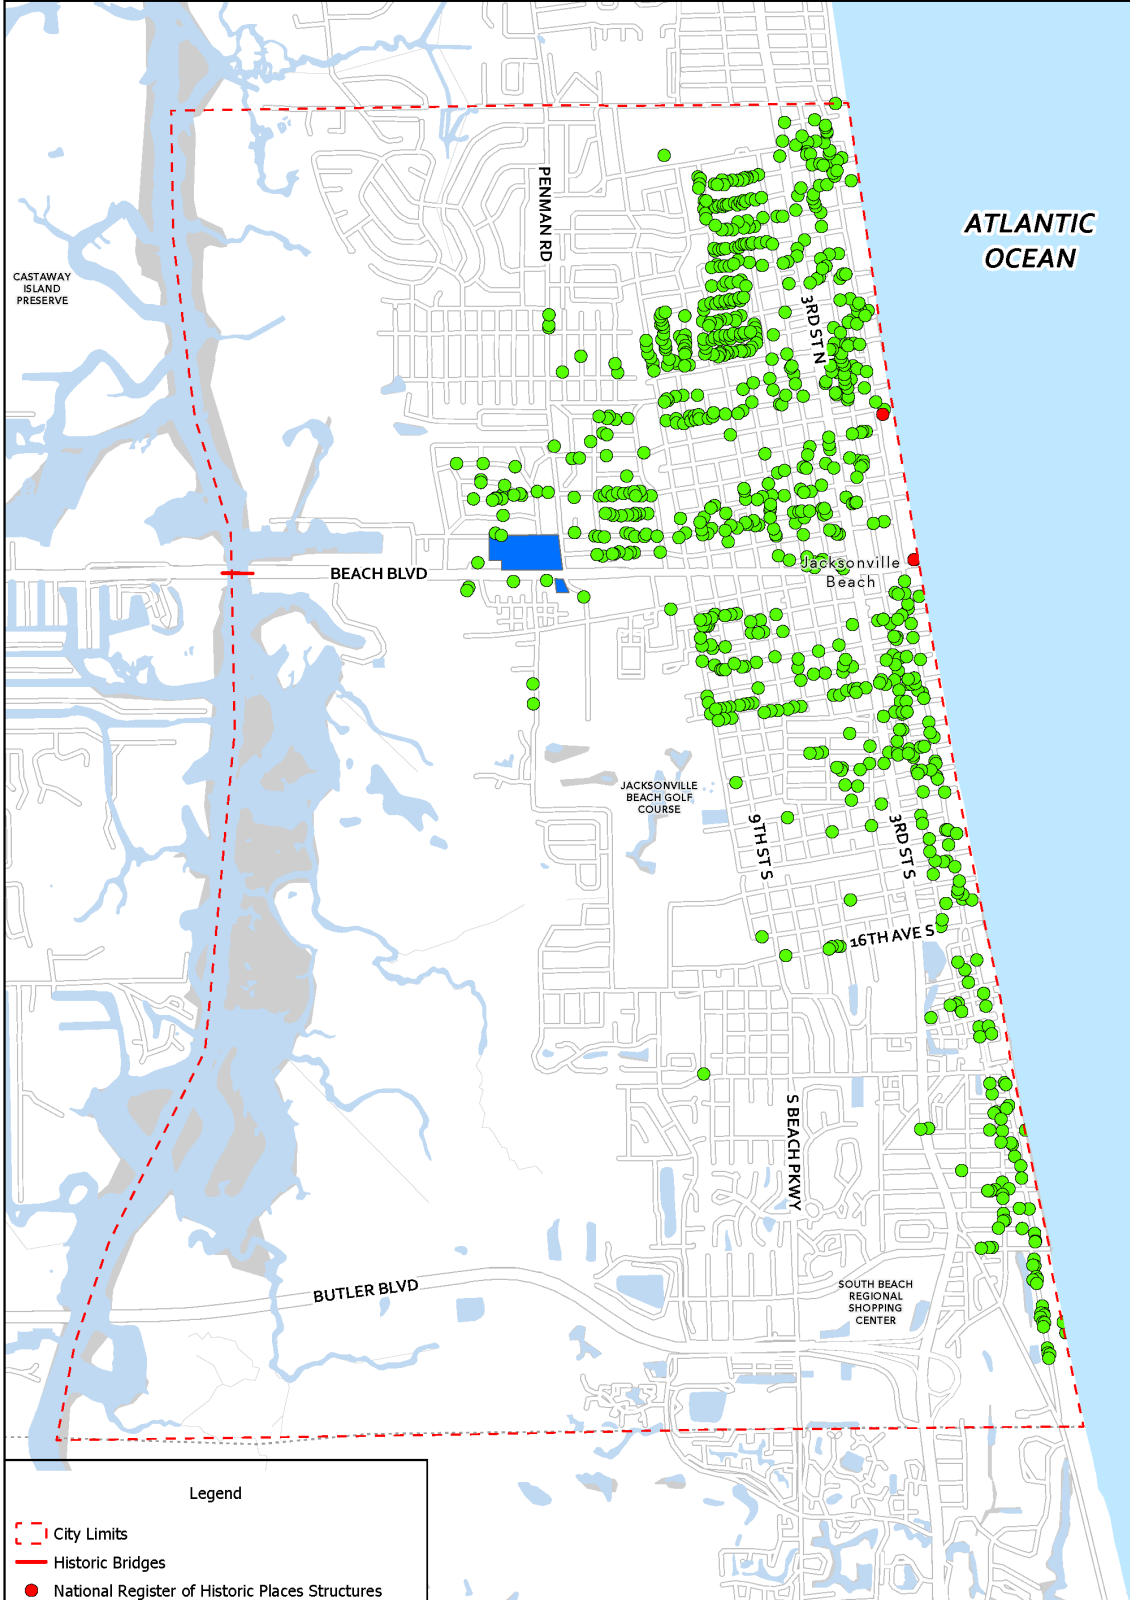 PENMAN RD
ATLANTIC
OCEAN
CASTAWAY
ISLAND
PRESERVE
3RD ST N
Jacksonville
Beach
BEACH BLVD
JACKSONVILLE
BEACH GOLF
COURSE
9TH ST S
3RD ST S
16TH AVE S
S BEACH PKWY
BUTLER BLVD
SOUTH BEACH
REGIONAL
SHOPPING
CENTER
Legend
City Limits
Historic Bridges
National Register of Historic Places Structures